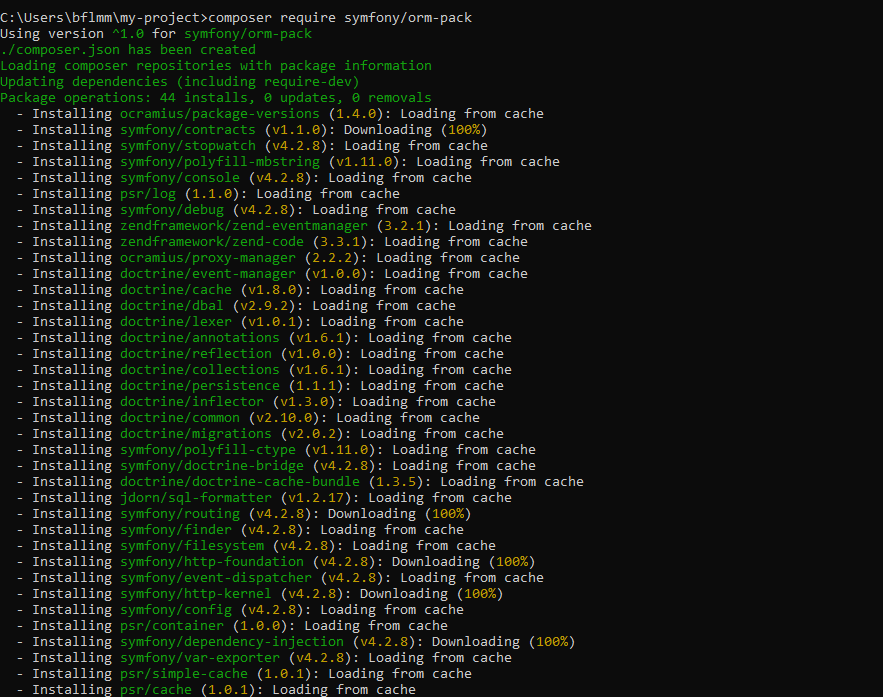 C:\Users\bflmm\my-project>composer require symfony/orm-pack
Using version ^1.0 for symfony/orm-pack
./composer.json has been created
Loading composer repositories with package information
Updating dependencies (including require-dev)
Package operations: 44 installs, 0 updates, 0 removals
  - Installing ocramius/package-versions (1.4.0): Loading from cache
  - Installing symfony/contracts (v1.1.0): Downloading (100%)
  - Installing symfony/stopwatch (v4.2.8): Loading from cache
  - Installing symfony/polyfill-mbstring (v1.11.0): Loading from cache
  - Installing symfony/console (v4.2.8): Loading from cache
  - Installing psr/log (1.1.0): Loading from cache
  - Installing symfony/debug (v4.2.8): Loading from cache
  - Installing zendframework/zend-eventmanager (3.2.1): Loading from cache
  - Installing zendframework/zend-code (3.3.1): Loading from cache
  - Installing ocramius/proxy-manager (2.2.2): Loading from cache
  - Installing doctrine/event-manager (v1.0.0): Loading from cache
  - Installing doctrine/cache (v1.8.0): Loading from cache
  - Installing doctrine/dbal (v2.9.2): Loading from cache
  - Installing doctrine/lexer (v1.0.1): Loading from cache
  - Installing doctrine/annotations (v1.6.1): Loading from cache
  - Installing doctrine/reflection (v1.0.0): Loading from cache
  - Installing doctrine/collections (v1.6.1): Loading from cache
  - Installing doctrine/persistence (1.1.1): Loading from cache
  - Installing doctrine/inflector (v1.3.0): Loading from cache
  - Installing doctrine/common (v2.10.0): Loading from cache
  - Installing doctrine/migrations (v2.0.2): Loading from cache
  - Installing symfony/polyfill-ctype (v1.11.0): Loading from cache
  - Installing symfony/doctrine-bridge (v4.2.8): Loading from cache
  - Installing doctrine/doctrine-cache-bundle (1.3.5): Loading from cache
  - Installing jdorn/sql-formatter (v1.2.17): Loading from cache
  - Installing symfony/routing (v4.2.8): Downloading (100%)
  - Installing symfony/finder (v4.2.8): Loading from cache
  - Installing symfony/filesystem (v4.2.8): Loading from cache
  - Installing symfony/http-foundation (v4.2.8): Downloading (100%)
  - Installing symfony/event-dispatcher (v4.2.8): Loading from cache
  - Installing symfony/http-kernel (v4.2.8): Downloading (100%)
  - Installing symfony/config (v4.2.8): Loading from cache
  - Installing psr/container (1.0.0): Loading from cache
  - Installing symfony/dependency-injection (v4.2.8): Downloading (100%)
  - Installing symfony/var-exporter (v4.2.8): Loading from cache
  - Installing psr/simple-cache (1.0.1): Loading from cache
  - Installing psr/cache (1.0.1): Loading from cache